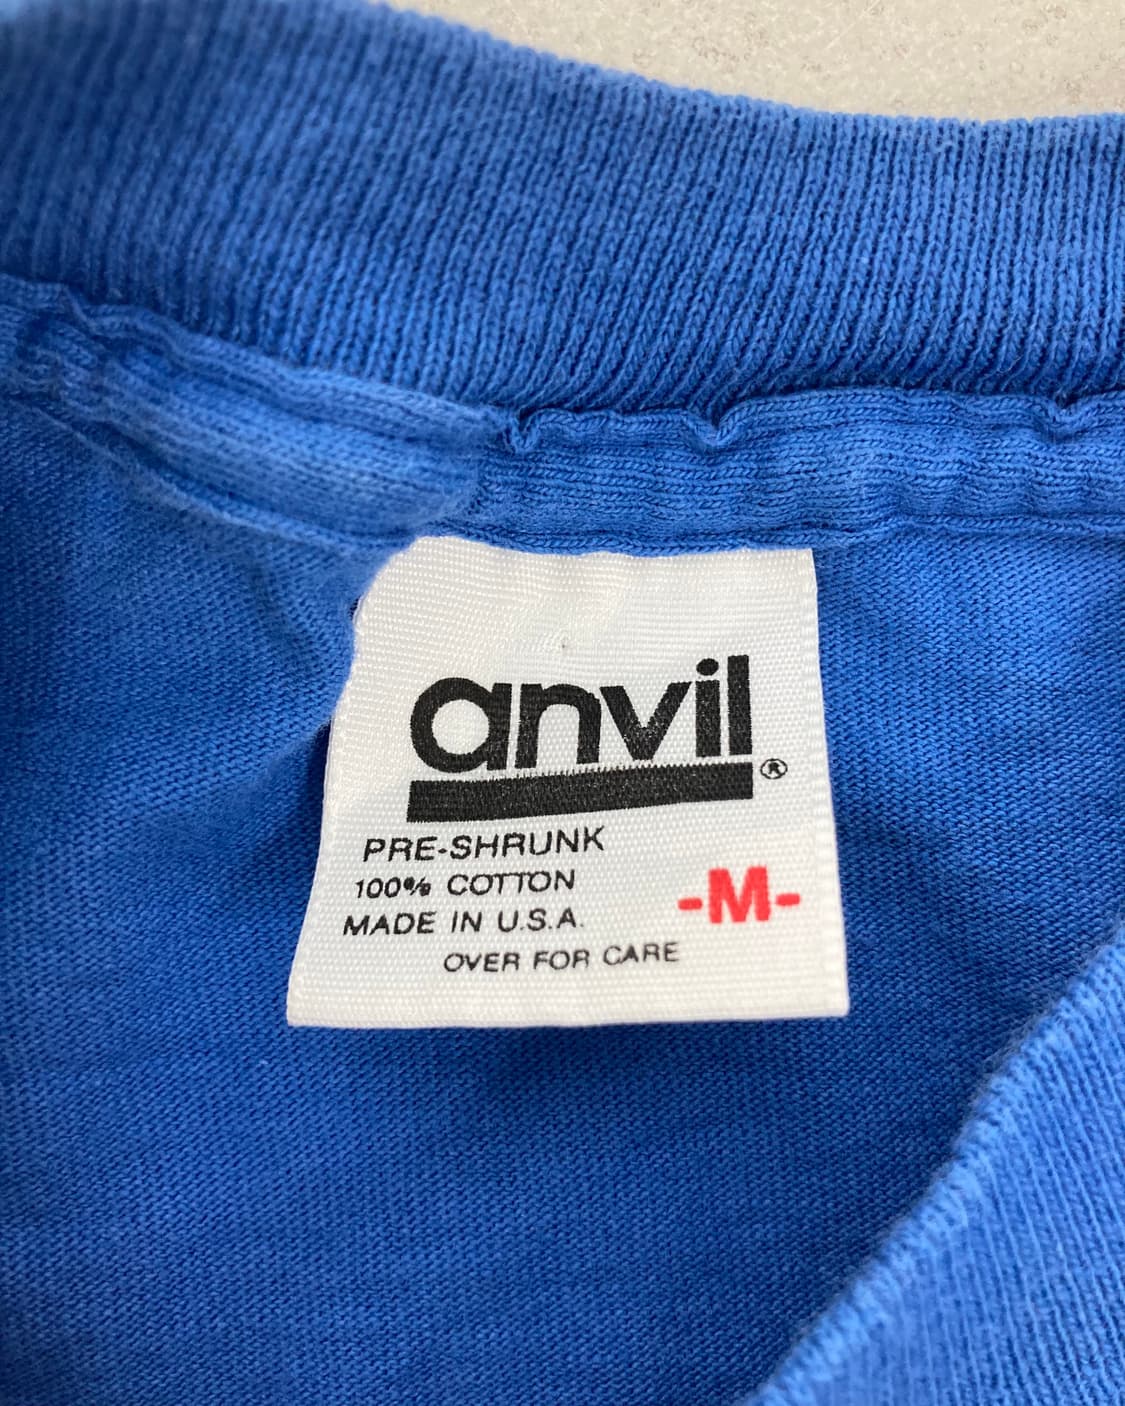 anvil®
PRE-SHRUNK
100% COTTON
MADE IN U.S.A.
-M-
OVER FOR CARE